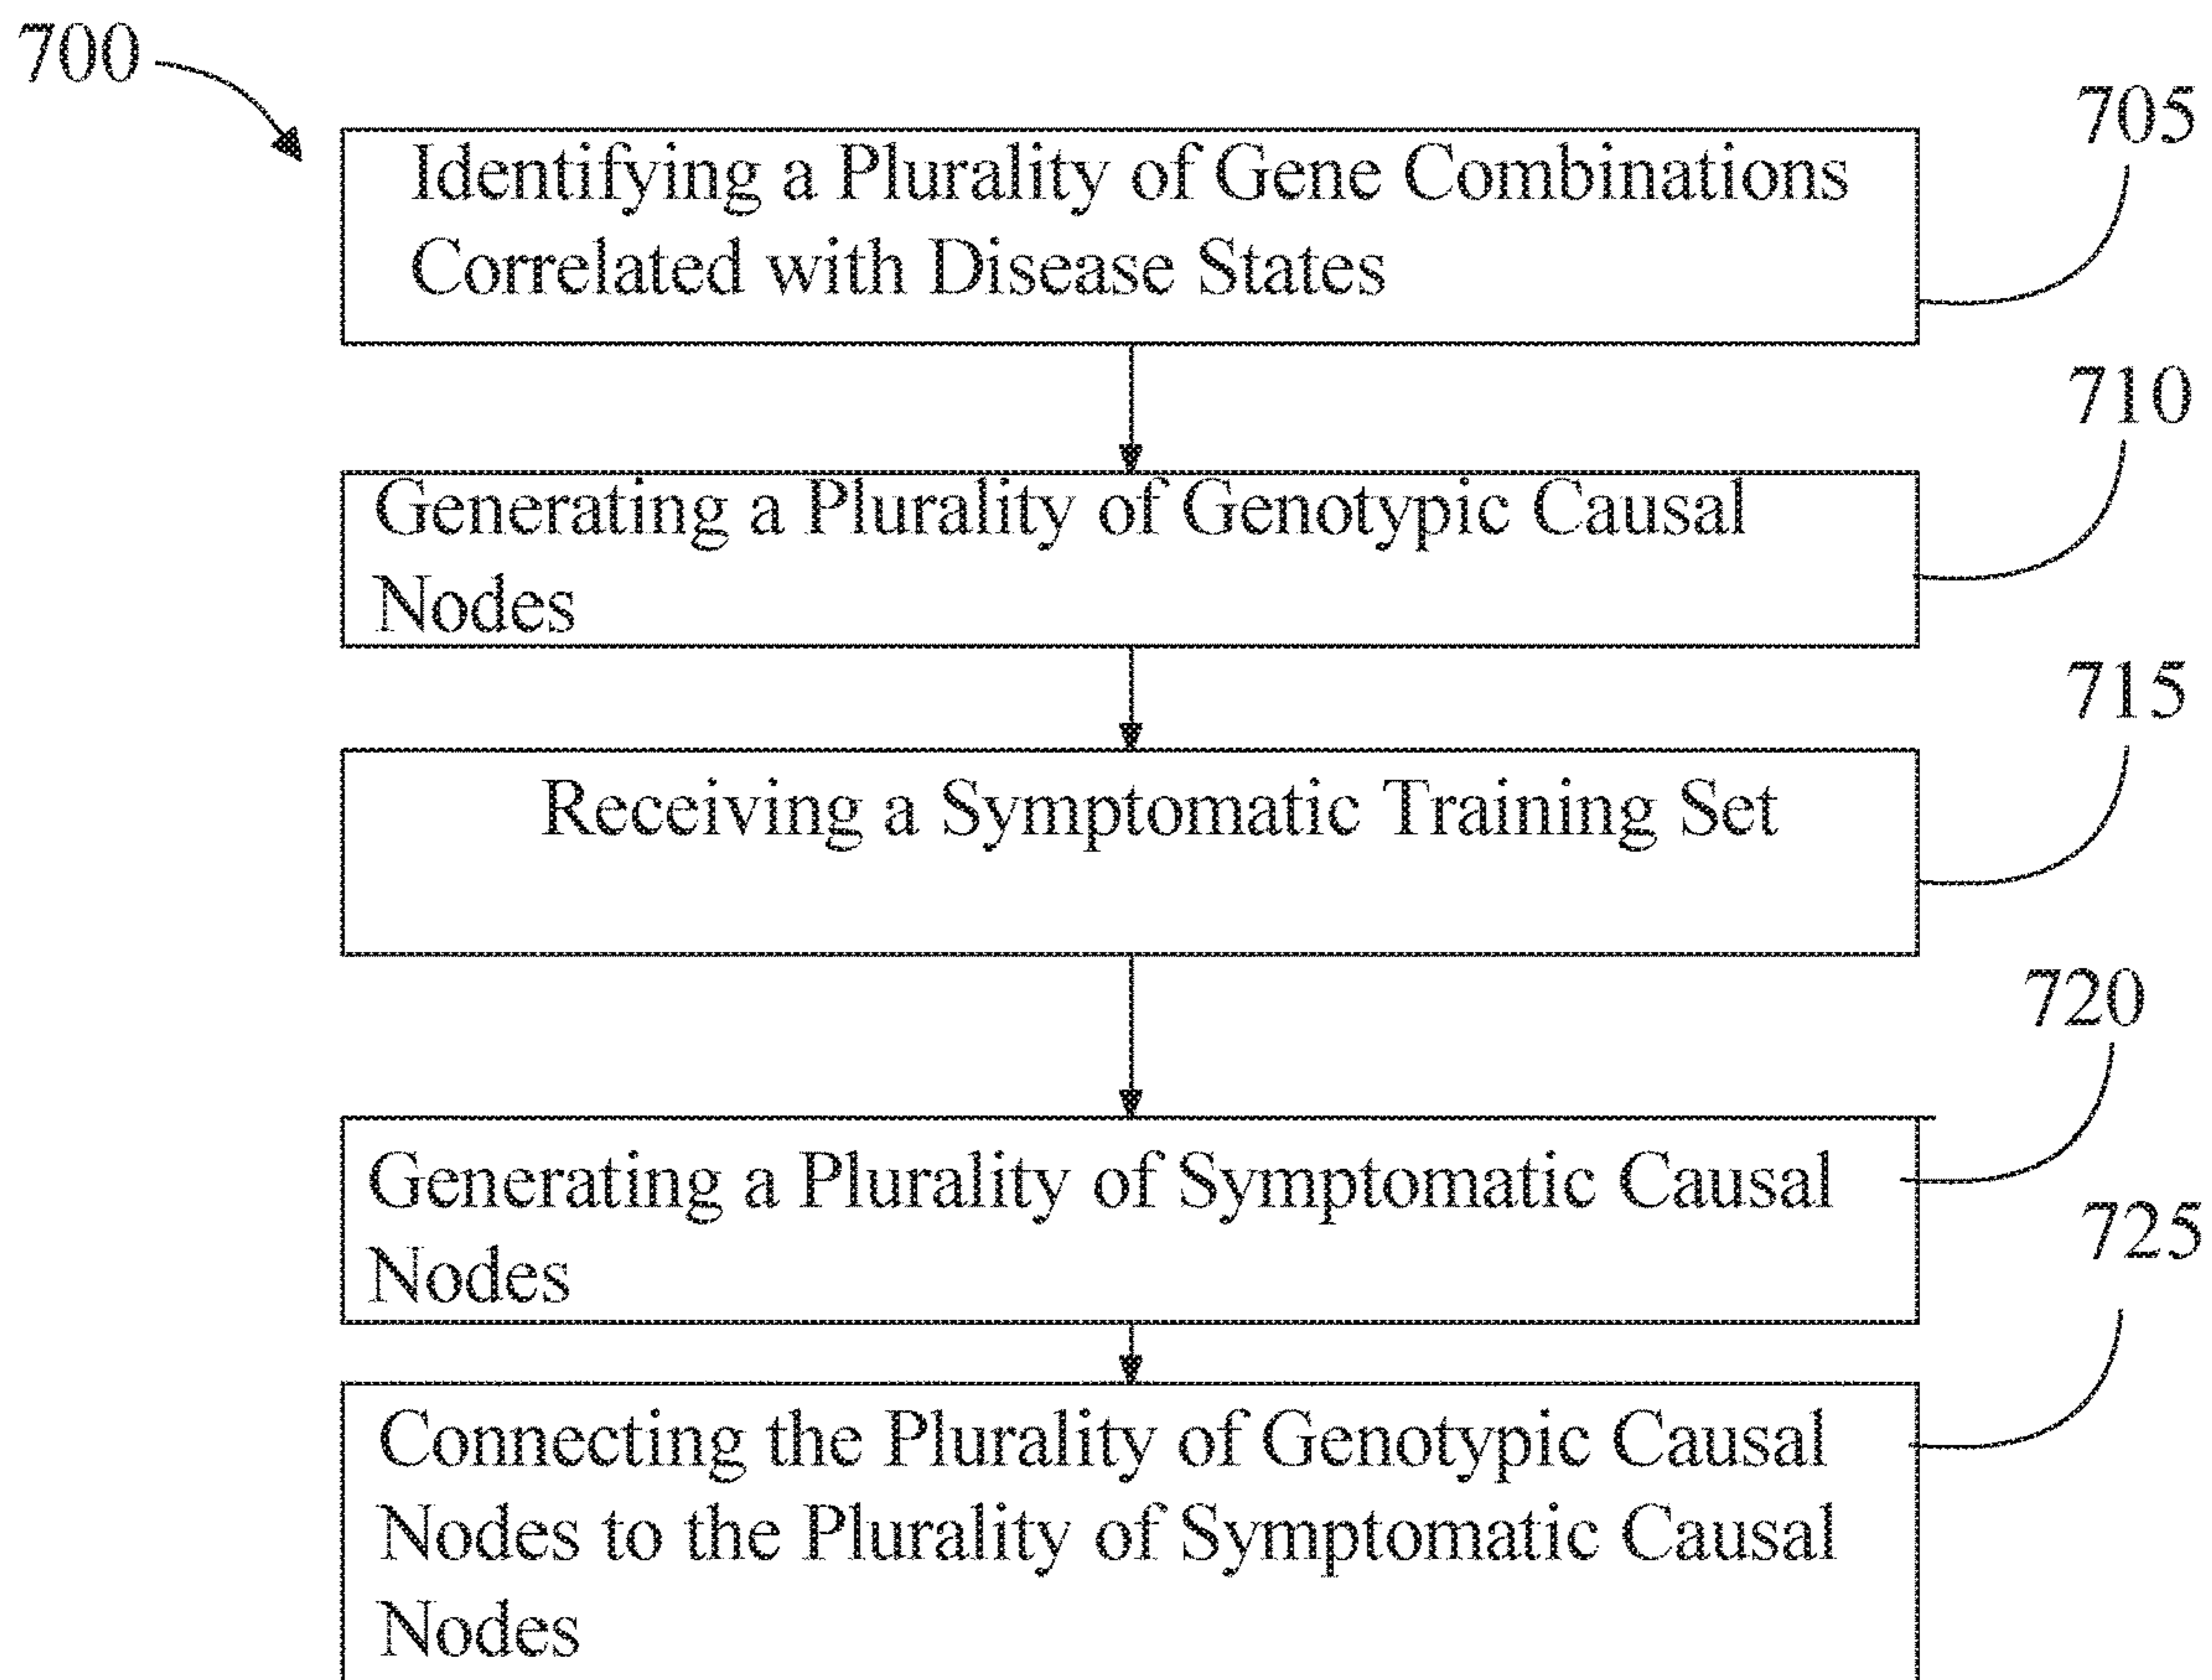 700
705
Identifying a Plurality of Gene Combinations
Correlated with Disease States
710
Generating a Plurality of Genotypic Causal
Nodes
715
Receiving a Symptomatic Training Set
720
Generating a Plurality of Symptomatic Causal
Nodes
725
Connecting the Plurality of Genotypic Causal
Nodes to the Plurality of Symptomatic Causal
Nodes